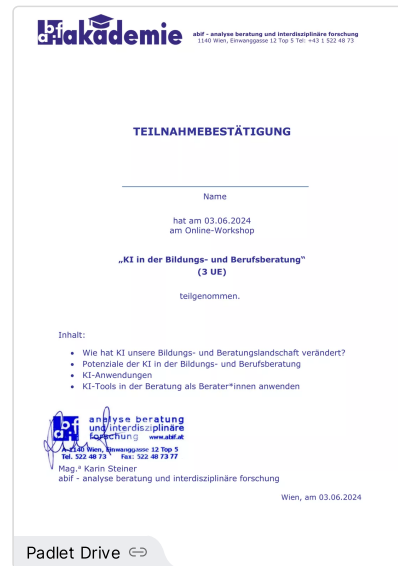 abif akademie
abif - analyse beratung und interdisziplinäre forschung
1140 Wien, Einwanggasse 12 Top 5 Tel: +43 1 522 48 73
TEILNAHMEBESTÄTIGUNG
Name
hat am 03.06.2024
am Online-Workshop
„KI in der Bildungs- und Berufsberatung“
(3 UE)
teilgenommen.
Inhalt:
• Wie hat KI unsere Bildungs- und Beratungslandschaft verändert?
• Potenziale der KI in der Bildungs- und Berufsberatung
• KI-Anwendungen
• KI-Tools in der Beratung als Berater*innen anwenden
abif
analyse beratung
und interdisziplinäre
forschung www.abif.at
A-1140 Wien, Einwanggasse 12 Top 5
Tel. 522 48 73 Fax: 522 48 73 77
Mag.ª Karin Steiner
abif - analyse beratung und interdisziplinäre forschung
Wien, am 03.06.2024
Padlet Drive